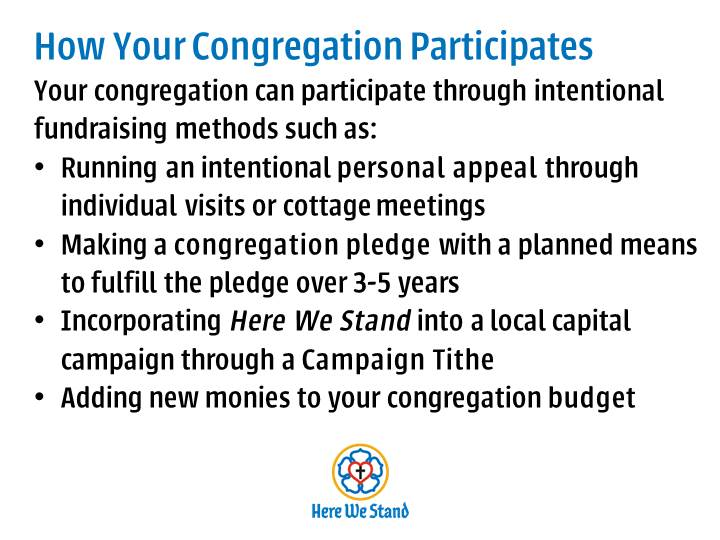 How Your Congregation Participates
Your congregation can participate through intentional
fundraising methods such as:
• Running an intentional personal appeal through
individual visits or cottage meetings
• Making a congregation pledge with a planned means
to fulfill the pledge over 3-5 years
• Incorporating Here We Stand into a local capital
campaign through a Campaign Tithe
• Adding new monies to your congregation budget
Here We Stand